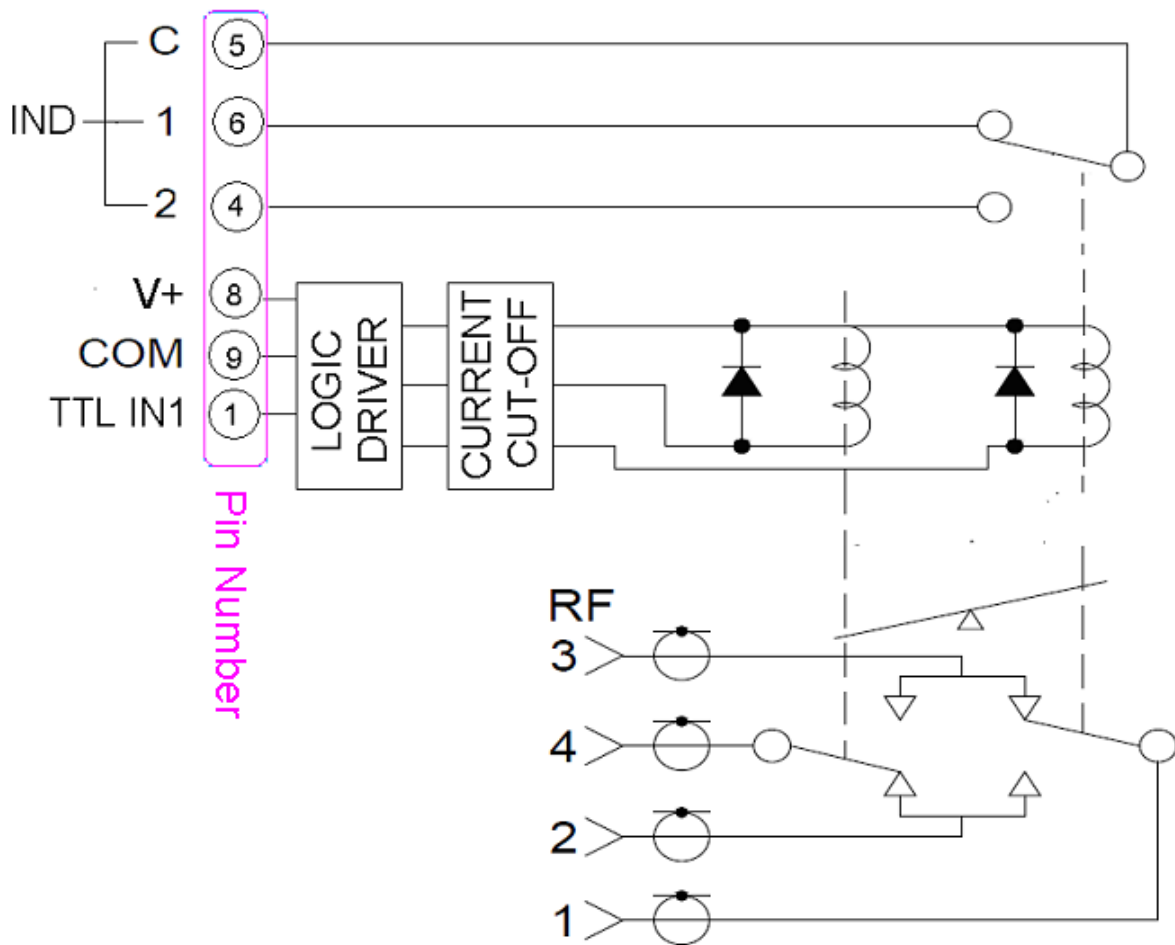 C 5
IND 1 6
2 4
V+ 8
COM 9
TTL IN1 1
LOGIC DRIVER
CURRENT CUT-OFF
Pin Number
RF
3
4
2
1